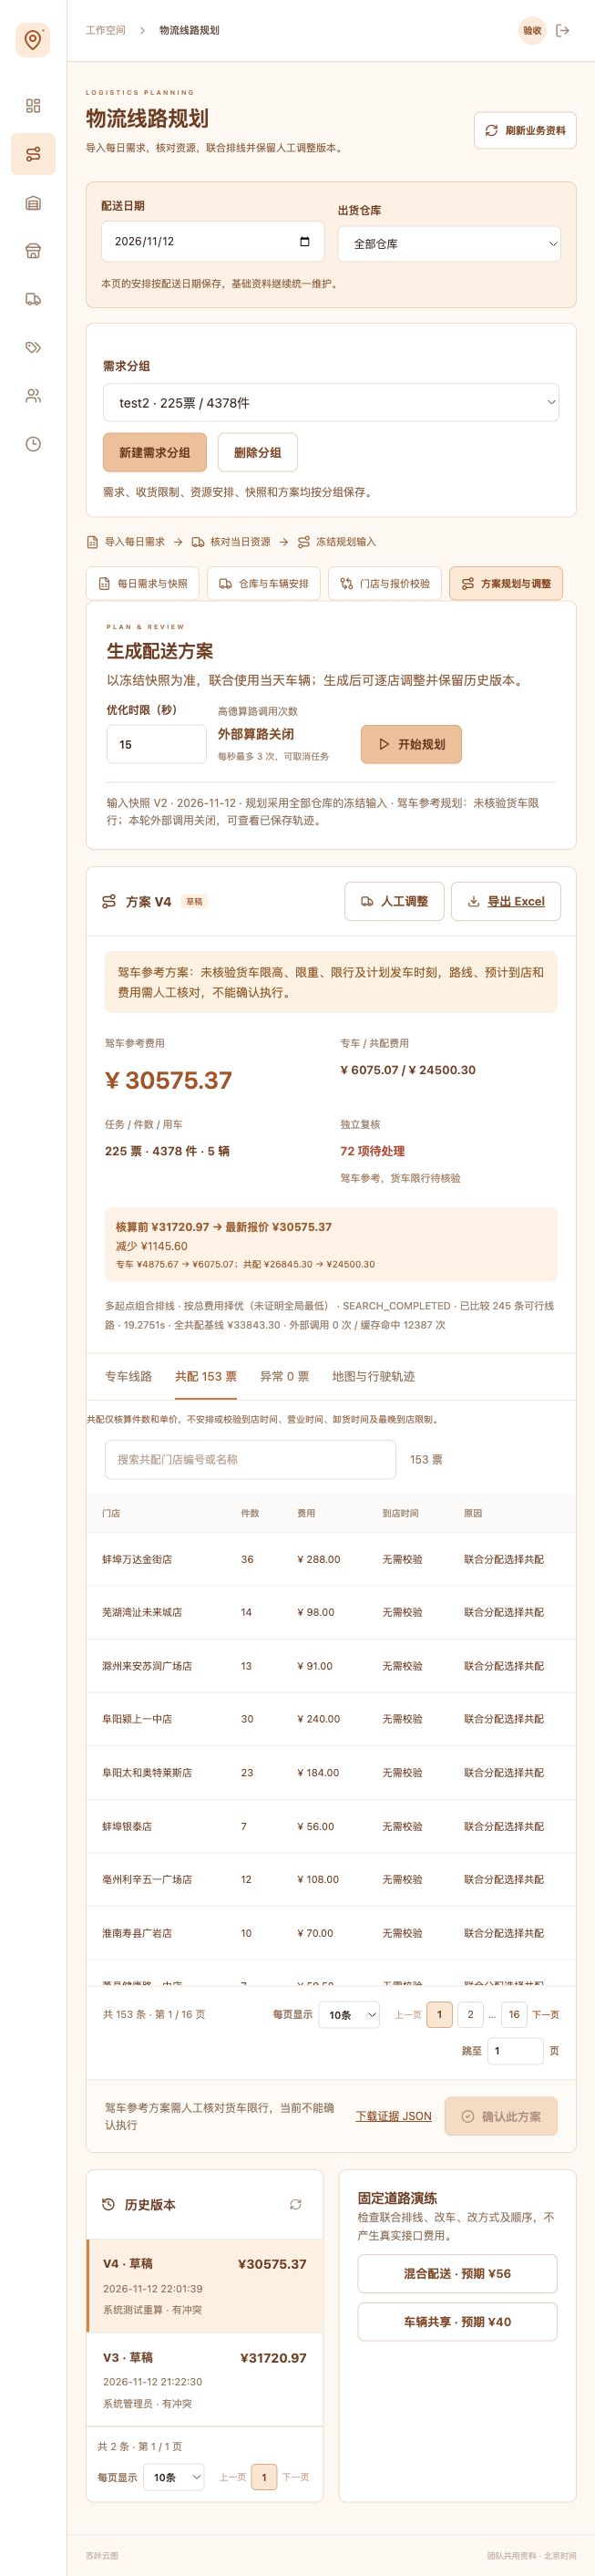 工作空间 > 物流线路规划
验收
LOGISTICS PLANNING
物流线路规划
导入每日需求，核对资源，联合排线并保留人工调整版本。
刷新业务资料
配送日期
出货仓库
2026/11/12
全部仓库
本页的安排按配送日期保存，基础资料继续统一维护。
需求分组
test2 · 225票 / 4378件
新建需求分组
删除分组
需求、收货限制、资源安排、快照和方案均按分组保存。
导入每日需求 → 核对当日资源 → 冻结规划输入
每日需求与快照
仓库与车辆安排
门店与报价校验
方案规划与调整
PLAN & REVIEW
生成配送方案
以冻结快照为准，联合使用当天车辆；生成后可逐店调整并保留历史版本。
优化时限（秒）
高德算路调用次数
15
外部算路关闭
每秒最多 3 次，可取消任务
开始规划
输入快照 V2 · 2026-11-12 · 规划采用全部仓库的冻结输入 · 驾车参考规划：未核验货车限
行；本轮外部调用关闭，可查看已保存轨迹。
方案 V4
草稿
人工调整
导出 Excel
驾车参考方案：未核验货车限高、限重、限行及计划发车时刻，路线、预计到店和
费用需人工核对，不能确认执行。
驾车参考费用
专车 / 共配费用
¥ 30575.37
¥ 6075.07 / ¥ 24500.30
任务 / 件数 / 用车
独立复核
225 票 · 4378 件 · 5 辆
72 项待处理
驾车参考，货车限行待核验
核算前 ¥31720.97 → 最新报价 ¥30575.37
减少 ¥1145.60
专车 ¥4875.67 → ¥6075.07；共配 ¥26845.30 → ¥24500.30
多起点组合排线 · 按总费用择优（未证明全局最低） · SEARCH_COMPLETED · 已比较 245 条可行线
路 · 19.2751s · 全共配基线 ¥33843.30 · 外部调用 0 次 / 缓存命中 12387 次
专车线路
共配 153 票
异常 0 票
地图与行驶轨迹
共配仅核算件数和单价，不安排或校验到店时间、营业时间、卸货时间及最晚到店限制。
搜索共配门店编号或名称
153 票
门店 件数 费用 到店时间 原因
蚌埠万达金街店 36 ¥ 288.00 无需校验 联合分配选择共配
芜湖湾沚未来城店 14 ¥ 98.00 无需校验 联合分配选择共配
滁州来安苏润广场店 13 ¥ 91.00 无需校验 联合分配选择共配
阜阳颍上一中店 30 ¥ 240.00 无需校验 联合分配选择共配
阜阳太和奥特莱斯店 23 ¥ 184.00 无需校验 联合分配选择共配
蚌埠银泰店 7 ¥ 56.00 无需校验 联合分配选择共配
亳州利辛五一广场店 12 ¥ 108.00 无需校验 联合分配选择共配
淮南寿县广岩店 10 ¥ 70.00 无需校验 联合分配选择共配
共 153 条 · 第 1 / 16 页
每页显示 10条 上一页 1 2 ... 16 下一页
跳至 1 页
驾车参考方案需人工核对货车限行，当前不能确
认执行
下载证据 JSON
确认此方案
历史版本
V4 · 草稿 ¥30575.37
2026-11-12 22:01:39
系统测试重算 · 有冲突
V3 · 草稿 ¥31720.97
2026-11-12 21:22:30
系统管理员 · 有冲突
共 2 条 · 第 1 / 1 页
每页显示 10条 上一页 1 下一页
固定道路演练
检查联合排线、改车、改方式及顺序，不
产生真实接口费用。
混合配送 · 预期 ¥56
车辆共享 · 预期 ¥40
苏咔云图
团队共用资料 · 北京时间